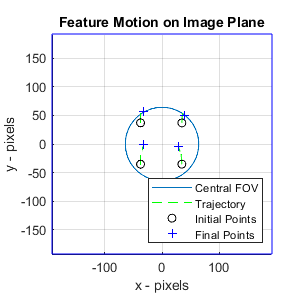 Feature Motion on Image Plane
y - pixels
150
100
50
0
-50
-100
-150
-100
0
100
x - pixels
Central FOV
Trajectory
Initial Points
Final Points